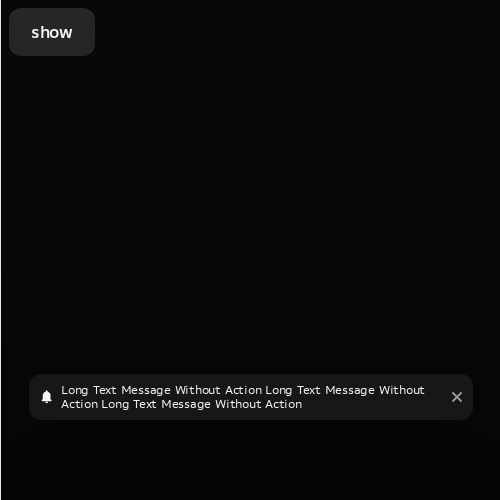 show
Long Text Message Without Action Long Text Message Without
Action Long Text Message Without Action